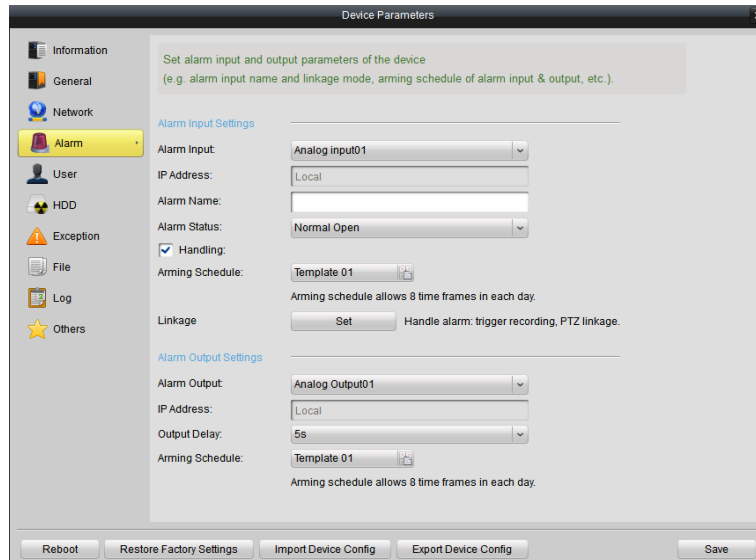 Device Parameters
Information
General
Network
Alarm
User
HDD
Exception
File
Log
Others
Set alarm input and output parameters of the device
(e.g. alarm input name and linkage mode, arming schedule of alarm input & output, etc.).
Alarm Input Settings
Alarm Input: Analog input01
IP Address: Local
Alarm Name:
Alarm Status: Normal Open
Handling:
Arming Schedule: Template 01
Arming schedule allows 8 time frames in each day.
Linkage Set Handle alarm: trigger recording, PTZ linkage.
Alarm Output Settings
Alarm Output: Analog Output01
IP Address: Local
Output Delay: 5s
Arming Schedule: Template 01
Arming schedule allows 8 time frames in each day.
Reboot Restore Factory Settings Import Device Config Export Device Config Save